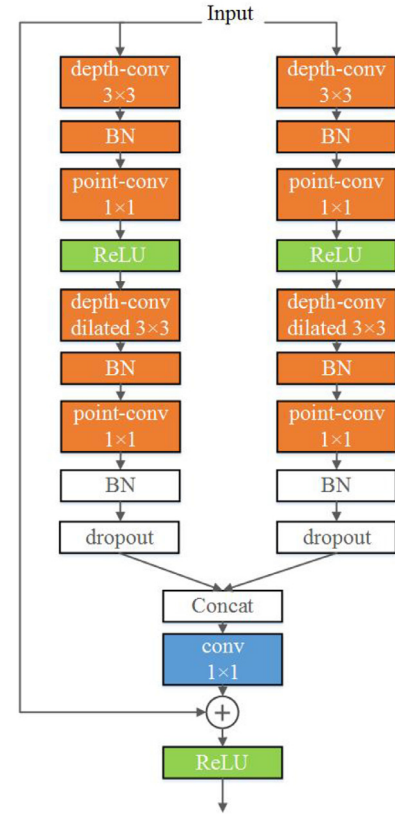 Input
depth-conv
3×3
BN
point-conv
1×1
ReLU
depth-conv
dilated 3×3
BN
point-conv
1×1
BN
dropout
depth-conv
3×3
BN
point-conv
1×1
ReLU
depth-conv
dilated 3×3
BN
point-conv
1×1
BN
dropout
Concat
conv
1×1
+
ReLU